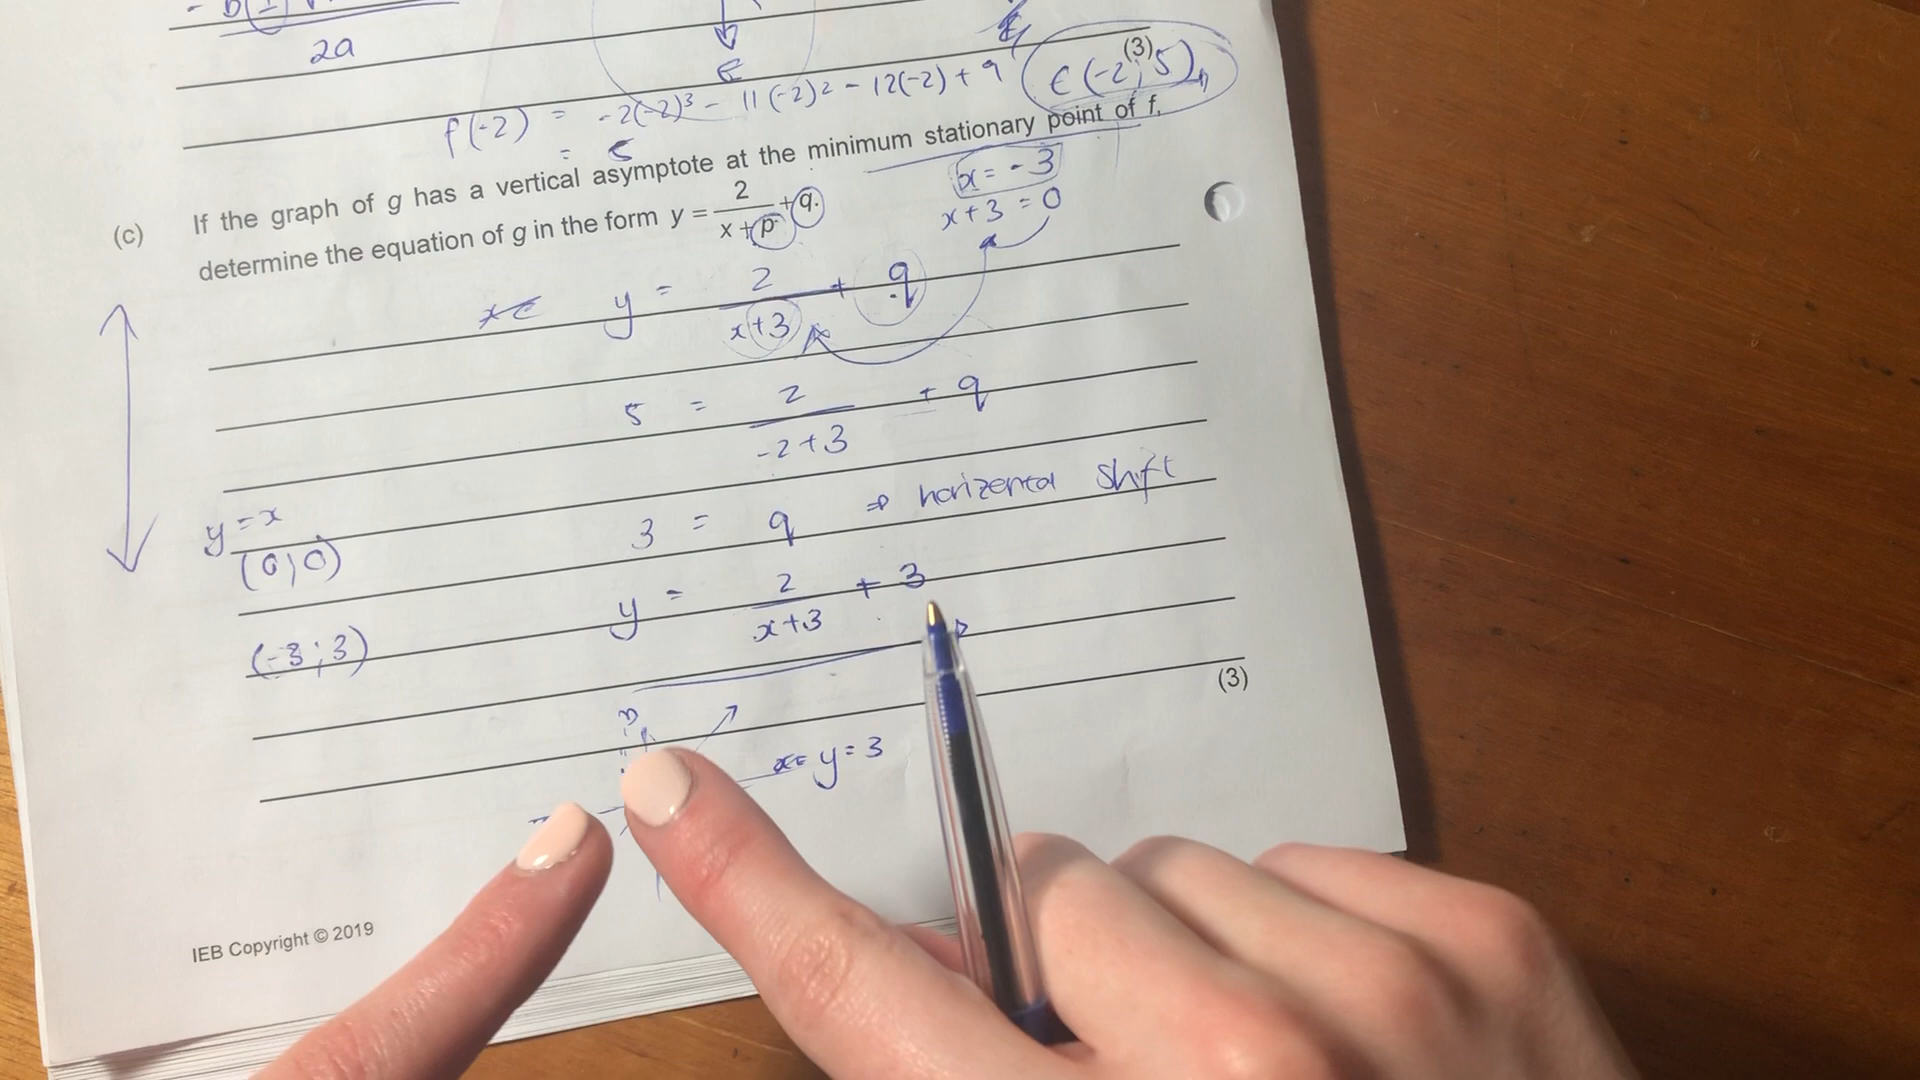 2a
f(-2) = -2(-2)³ - 11(-2)² - 12(-2) + 9
(3)
E(-2;5)
= 5
(c) If the graph of g has a vertical asymptote at the minimum stationary point of f,
determine the equation of g in the form y = 2/(x + p) + q.
x = -3
x+3 = 0
y = 2/(x+3) + q
5 = 2/(-2+3) + q
3 = q ⇒ horizontal shift
y = x
(0;0)
y = 2/(x+3) + 3
(-3;3)
(3)
y = 3
IEB Copyright © 2019